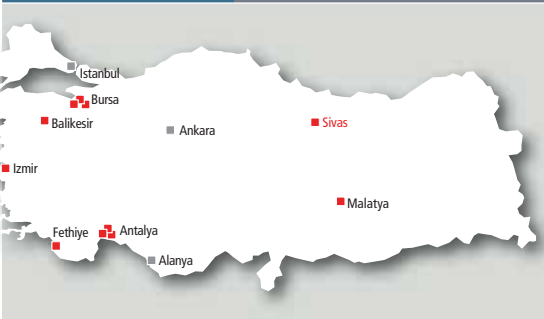 Istanbul
Bursa
Balikesir
Ankara
Sivas
Izmir
Malatya
Fethiye
Antalya
Alanya